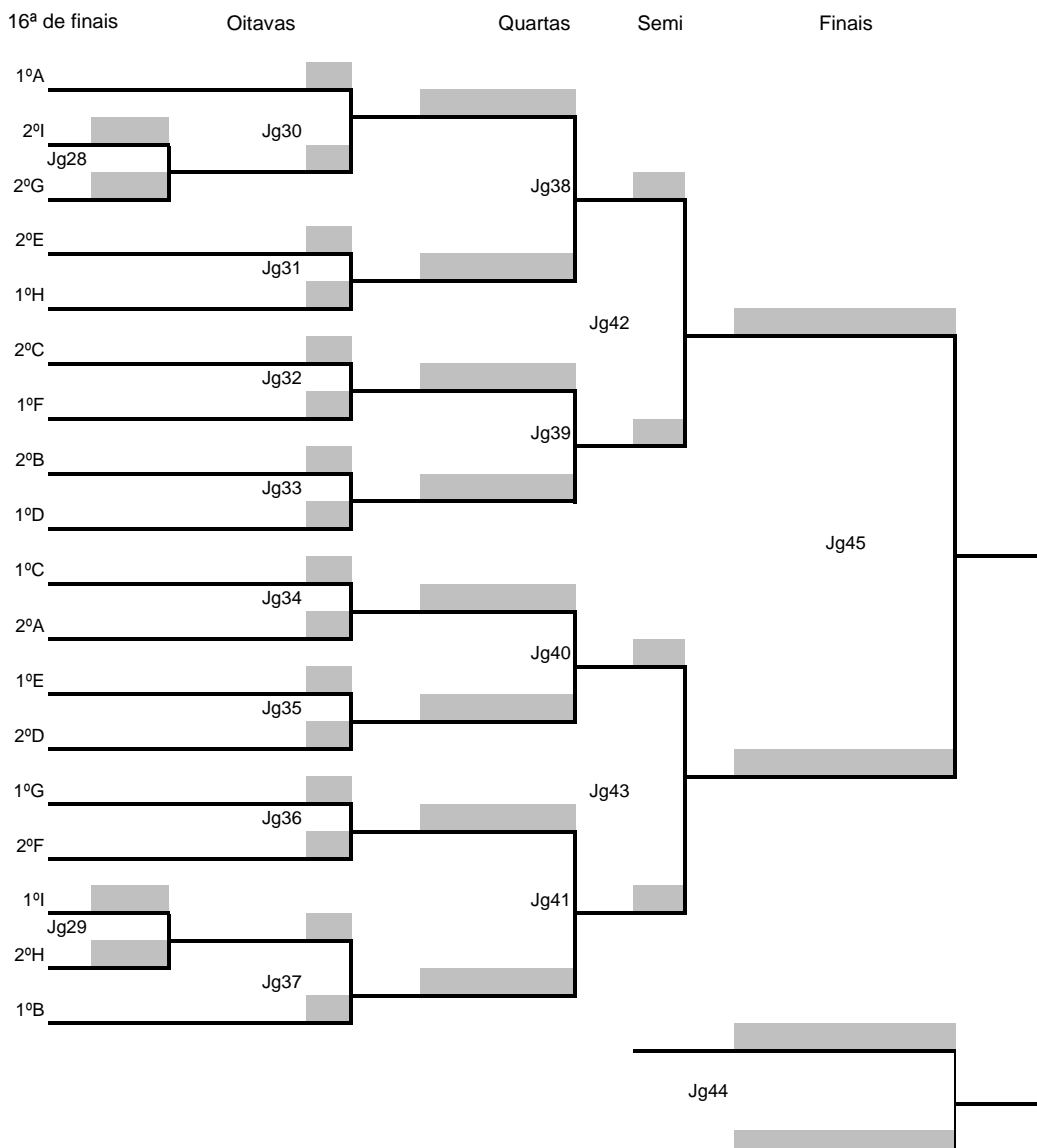 16ª de finais Oitavas Quartas Semi Finais
1ºA
2ºI Jg30
Jg28
2ºG Jg38
2ºE
Jg31
1ºH
Jg42
2ºC
Jg32
1ºF
Jg39
2ºB
Jg33
1ºD
Jg45
1ºC
Jg34
2ºA
Jg40
1ºE
Jg35
2ºD
1ºG Jg43
Jg36
2ºF
1ºI Jg41
Jg29
2ºH
Jg37
1ºB
Jg44